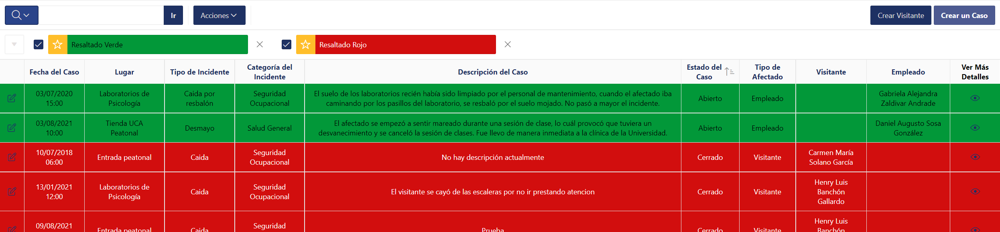 Ir
Acciones
Crear Visitante
Crear un Caso
Resaltado Verde
Resaltado Rojo
Fecha del Caso
Lugar
Tipo de Incidente
Categoría del
Incidente
Descripción del Caso
Estado del
Caso
Tipo de
Afectado
Visitante
Empleado
Ver Más
Detalles
03/07/2020
15:00
Laboratorios de
Psicología
Caida por
resbalón
Seguridad
Ocupacional
El suelo de los laboratorios recién había sido limpiado por el personal de mantenimiento, cuando el afectado iba
caminando por los pasillos del laboratorio, se resbaló por el suelo mojado. No pasó a mayor el incidente.
Abierto
Empleado
Gabriela Alejandra
Zaldivar Andrade
03/08/2021
10:00
Tienda UCA
Peatonal
Desmayo
Salud General
El afectado se empezó a sentir mareado durante una sesión de clase, lo cuál provocó que tuviera un
desvanecimiento y se canceló la sesión de clases. Fue llevo de manera inmediata a la clínica de la Universidad.
Abierto
Empleado
Daniel Augusto Sosa
González
10/07/2018
06:00
Entrada peatonal
Caida
Seguridad
Ocupacional
No hay descripción actualmente
Cerrado
Visitante
Carmen María
Solano García
13/01/2021
12:00
Laboratorios de
Psicología
Caida
Seguridad
Ocupacional
El visitante se cayó de las escaleras por no ir prestando atencion
Cerrado
Visitante
Henry Luis
Banchón
Gallardo
09/08/2021
Entrada peatonal
Caida
Seguridad
Prueba
Cerrado
Visitante
Henry Luis
Banchón